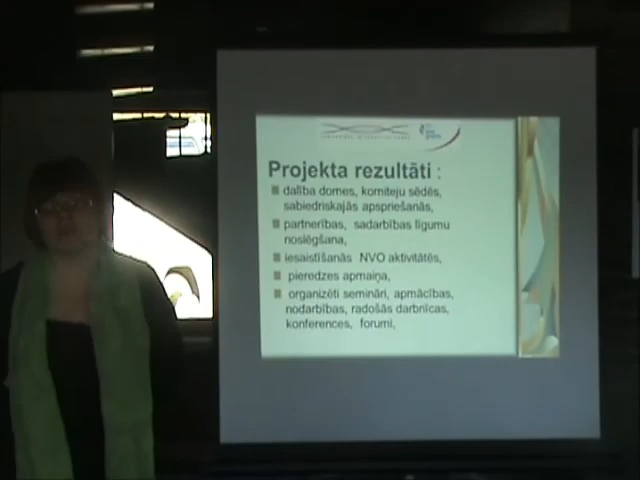 Projekta rezultāti :
dalība domes, komiteju sēdēs,
sabiedriskajās apspriešanās,
partnerības, sadarbības līgumu
noslēgšana,
iesaistīšanās NVO aktivitātēs,
pieredzes apmaiņa,
organizēti semināri, apmācības,
nodarbības, radošās darbnīcas,
konferences, forumi,